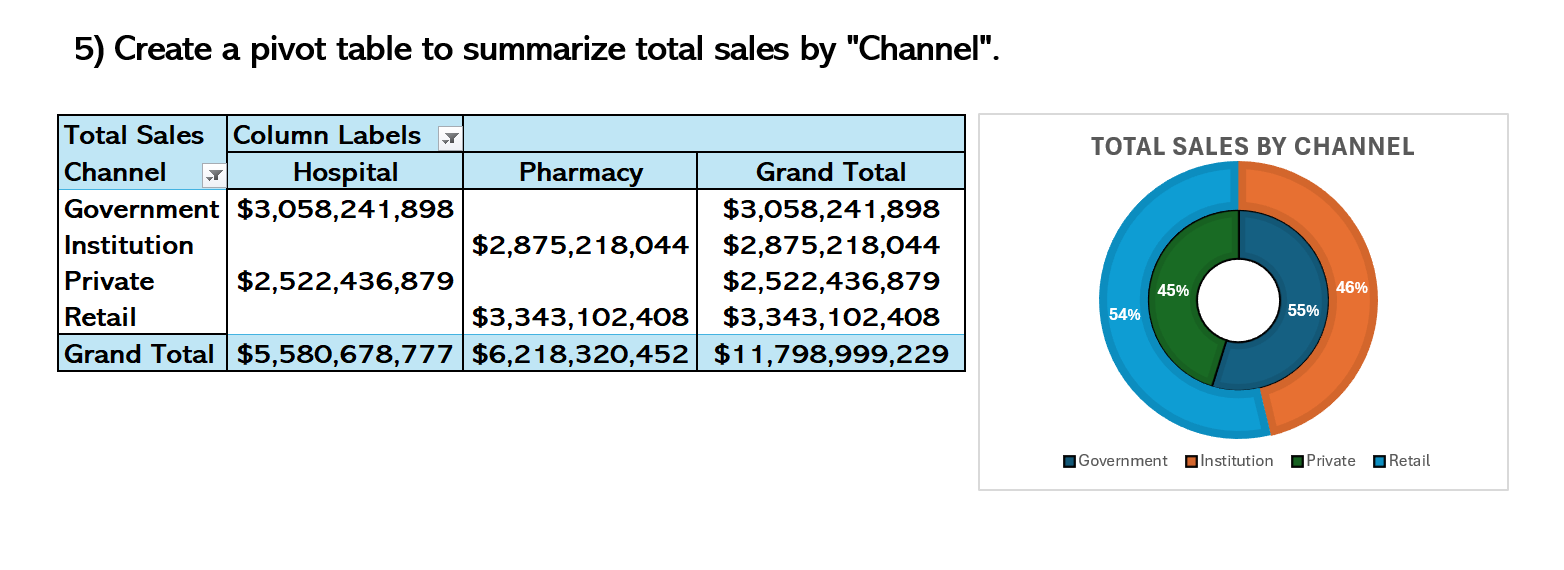 5) Create a pivot table to summarize total sales by "Channel".
Total Sales Column Labels
Channel Hospital Pharmacy Grand Total
Government $3,058,241,898 $3,058,241,898
Institution $2,875,218,044 $2,875,218,044
Private $2,522,436,879 $2,522,436,879
Retail $3,343,102,408 $3,343,102,408
Grand Total $5,580,678,777 $6,218,320,452 $11,798,999,229
TOTAL SALES BY CHANNEL
45% 46%
54% 55%
Government Institution Private Retail